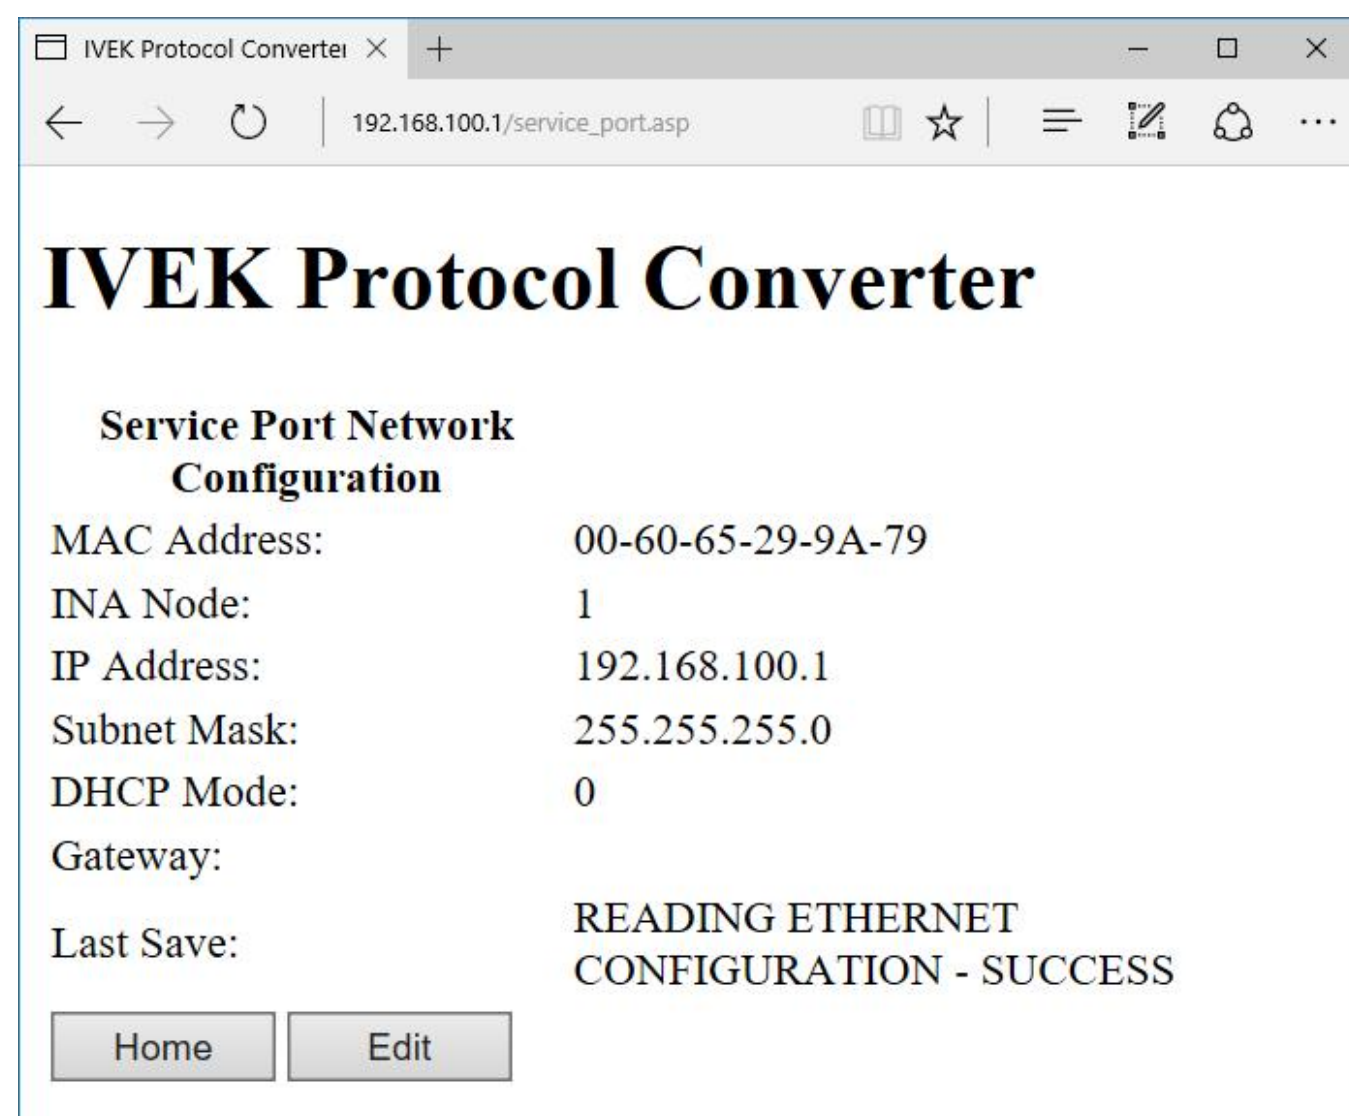 IVEK Protocol Converter
192.168.100.1/service_port.asp
IVEK Protocol Converter
Service Port Network
Configuration
MAC Address: 00-60-65-29-9A-79
INA Node: 1
IP Address: 192.168.100.1
Subnet Mask: 255.255.255.0
DHCP Mode: 0
Gateway:
Last Save: READING ETHERNET
CONFIGURATION - SUCCESS
Home Edit